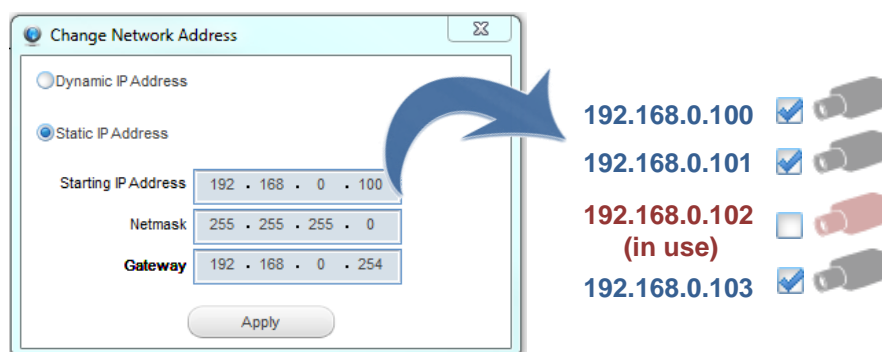 Change Network Address
Dynamic IP Address
Static IP Address
Starting IP Address 192 . 168 . 0 . 100
Netmask 255 . 255 . 255 . 0
Gateway 192 . 168 . 0 . 254
Apply
192.168.0.100
192.168.0.101
192.168.0.102
(in use)
192.168.0.103